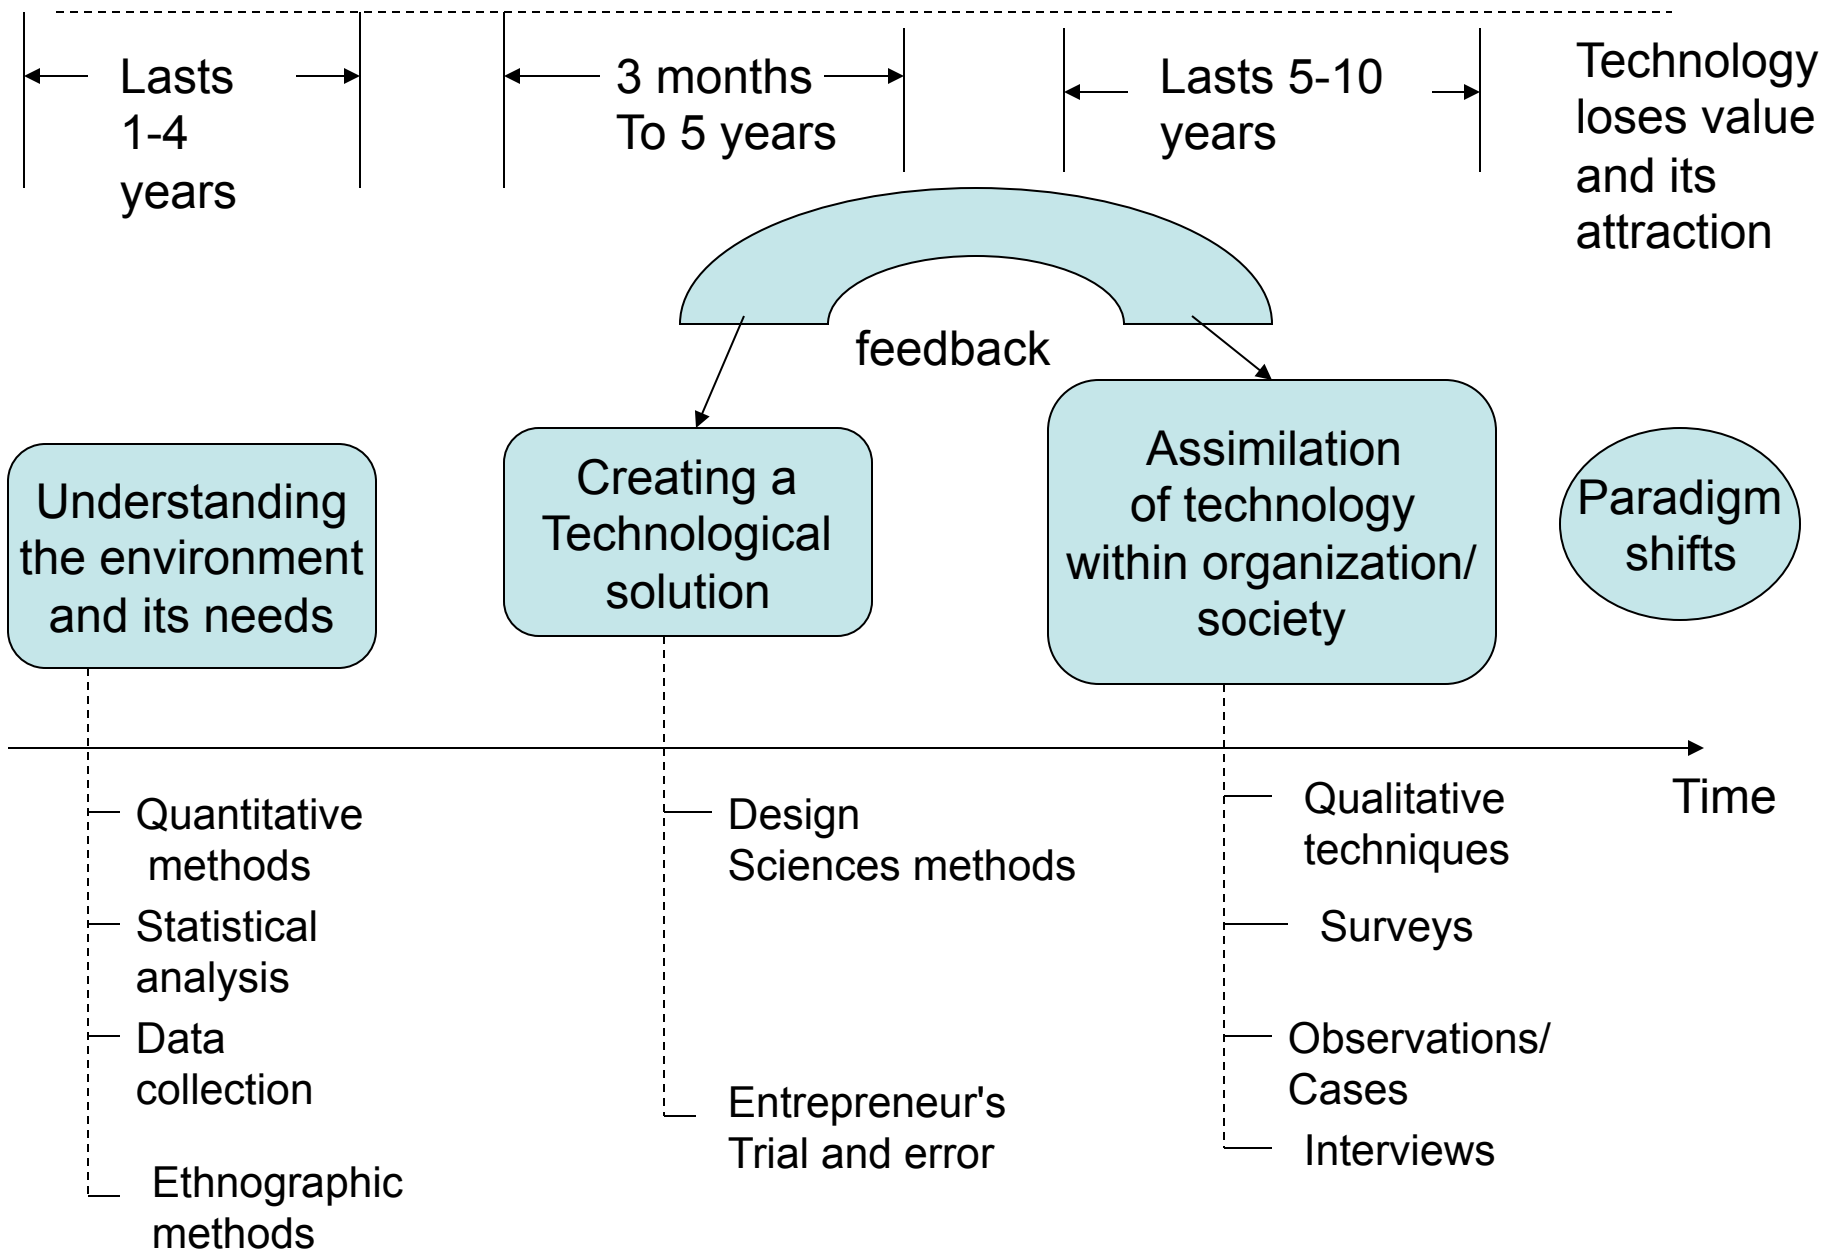 Lasts
1-4
years
3 months
To 5 years
Lasts 5-10
years
Technology
loses value
and its
attraction
feedback
Understanding
the environment
and its needs
Creating a
Technological
solution
Assimilation
of technology
within organization/
society
Paradigm
shifts
Time
Quantitative
methods
Statistical
analysis
Data
collection
Ethnographic
methods
Design
Sciences methods
Entrepreneur's
Trial and error
Qualitative
techniques
Surveys
Observations/
Cases
Interviews